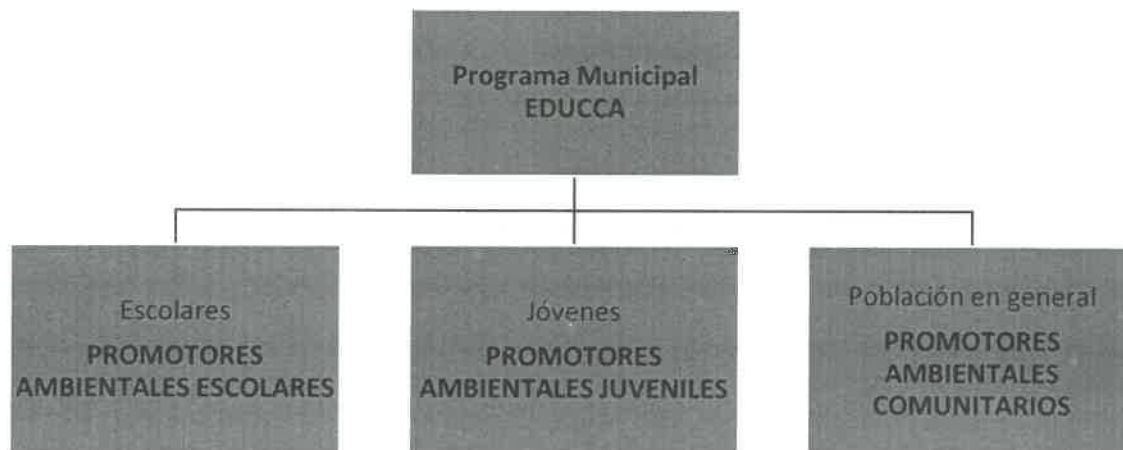 Programa Municipal
EDUCCA
Escolares
PROMOTORES
AMBIENTALES ESCOLARES
Jóvenes
PROMOTORES
AMBIENTALES JUVENILES
Población en general
PROMOTORES
AMBIENTALES
COMUNITARIOS